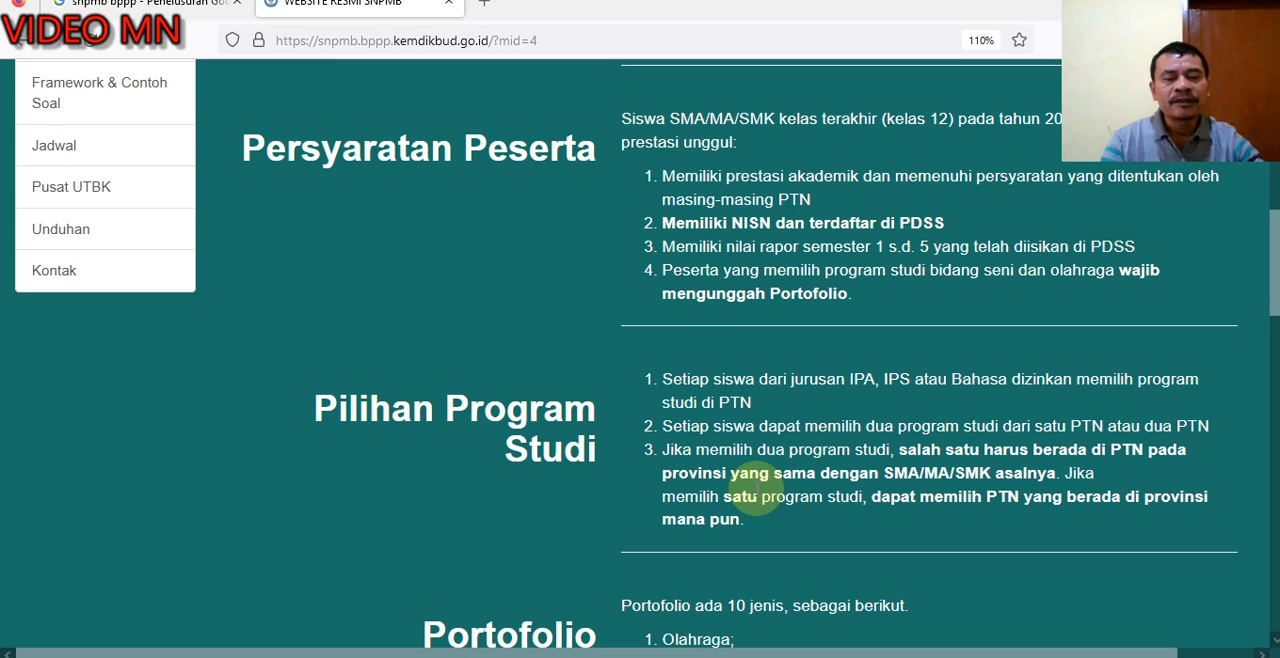 snpmb bppp - Penelusuran Goo
WEBSITE RESMI SNPMB
VIDEO MN
https://snpmb.bppp.kemdikbud.go.id/?mid=4
110%
Framework & Contoh
Soal
Jadwal
Pusat UTBK
Unduhan
Kontak
Persyaratan Peserta
Siswa SMA/MA/SMK kelas terakhir (kelas 12) pada tahun 20
prestasi unggul:
1. Memiliki prestasi akademik dan memenuhi persyaratan yang ditentukan oleh
masing-masing PTN
2. Memiliki NISN dan terdaftar di PDSS
3. Memiliki nilai rapor semester 1 s.d. 5 yang telah diisikan di PDSS
4. Peserta yang memilih program studi bidang seni dan olahraga wajib
mengunggah Portofolio.
Pilihan Program
Studi
1. Setiap siswa dari jurusan IPA, IPS atau Bahasa dizinkan memilih program
studi di PTN
2. Setiap siswa dapat memilih dua program studi dari satu PTN atau dua PTN
3. Jika memilih dua program studi, salah satu harus berada di PTN pada
provinsi yang sama dengan SMA/MA/SMK asalnya. Jika
memilih satu program studi, dapat memilih PTN yang berada di provinsi
mana pun.
Portofolio
Portofolio ada 10 jenis, sebagai berikut.
1. Olahraga;